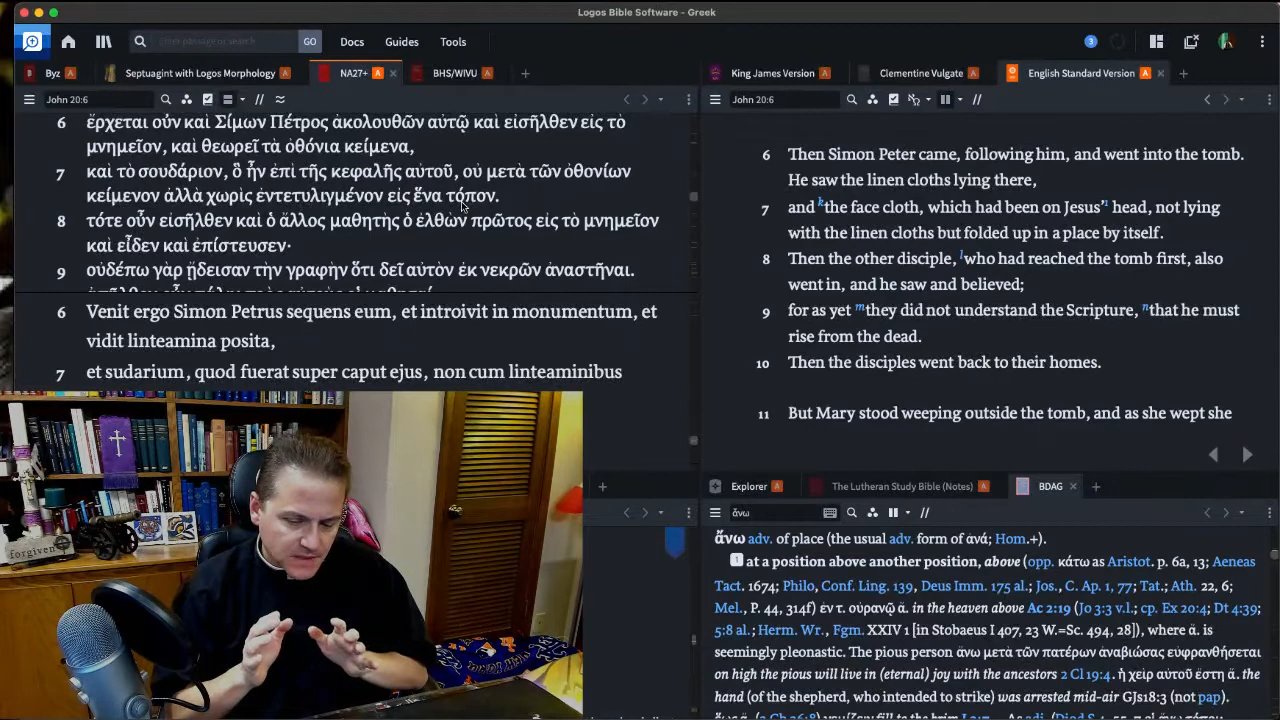 Logos Bible Software - Greek
Enter passage or search GO Docs Guides Tools 3
Byz A Septuagint with Logos Morphology A NA27+ A BHS/WIVU A
King James Version A Clementine Vulgate A English Standard Version A
John 20:6
John 20:6
6 ἔρχεται οὖν καὶ Σίμων Πέτρος ἀκολουθῶν αὐτῷ καὶ εἰσῆλθεν εἰς τὸ
μνημεῖον, καὶ θεωρεῖ τὰ ὀθόνια κείμενα,
7 καὶ τὸ σουδάριον, ὃ ἦν ἐπὶ τῆς κεφαλῆς αὐτοῦ, οὐ μετὰ τῶν ὀθονίων
κείμενον ἀλλὰ χωρὶς ἐντετυλιγμένον εἰς ἕνα τόπον.
8 τότε οὖν εἰσῆλθεν καὶ ὁ ἄλλος μαθητὴς ὁ ἐλθὼν πρῶτος εἰς τὸ μνημεῖον
καὶ εἶδεν καὶ ἐπίστευσεν·
9 οὐδέπω γὰρ ᾔδεισαν τὴν γραφὴν ὅτι δεῖ αὐτὸν ἐκ νεκρῶν ἀναστῆναι.
6 Venit ergo Simon Petrus sequens eum, et introivit in monumentum, et
vidit linteamina posita,
7 et sudarium, quod fuerat super caput ejus, non cum linteaminibus
6 Then Simon Peter came, following him, and went into the tomb.
He saw the linen cloths lying there,
7 and k the face cloth, which had been on Jesus’ l head, not lying
with the linen cloths but folded up in a place by itself.
8 Then the other disciple, l who had reached the tomb first, also
went in, and he saw and believed;
9 for as yet m they did not understand the Scripture, n that he must
rise from the dead.
10 Then the disciples went back to their homes.
11 But Mary stood weeping outside the tomb, and as she wept she
Explorer A The Lutheran Study Bible (Notes) A BDAG
ἄνω
ἄνω adv. of place (the usual adv. form of ἀνά; Hom.+).
1 at a position above another position, above (opp. κάτω as Aristot. p. 6a, 13; Aeneas
Tact. 1674; Philo, Conf. Ling. 139, Deus Imm. 175 al.; Jos., C. Ap. 1, 77; Tat.; Ath. 22, 6;
Mel., P. 44, 314f) ἐν τ. οὐρανῷ ἄ. in the heaven above Ac 2:19 (Jo 3:3 v.l.; cp. Ex 20:4; Dt 4:39;
5:8 al.; Herm. Wr., Fgm. XXIV 1 [in Stobaeus I 407, 23 W.=Sc. 494, 28]), where ἄ. is
seemingly pleonastic. The pious person ἄνω μετὰ τῶν πατέρων ἀναβιώσας εὐφρανθήσεται
on high the pious will live in (eternal) joy with the ancestors 2 Cl 19:4. ἡ χεὶρ αὐτοῦ ἔστη ἄ. the
hand (of the shepherd, who intended to strike) was arrested mid-air GJs18:3 (not pap).
forgiven